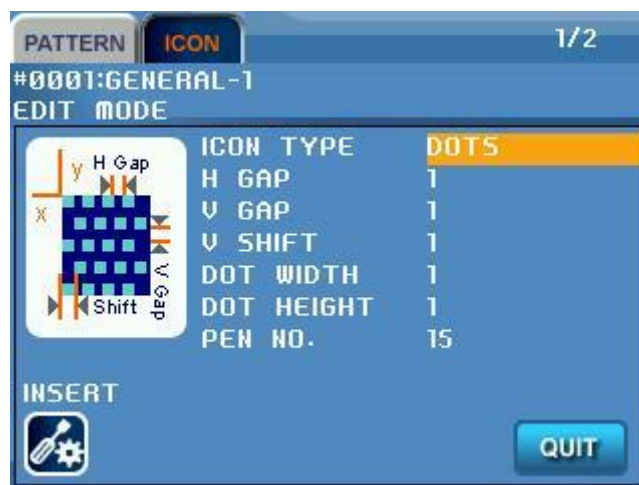 PATTERN ICON 1/2
#0001:GENERAL-1
EDIT MODE
ICON TYPE DOTS
H GAP 1
V GAP 1
V SHIFT 1
DOT WIDTH 1
DOT HEIGHT 1
PEN NO. 15
y H Gap
x
V Gap
Shift
INSERT
QUIT